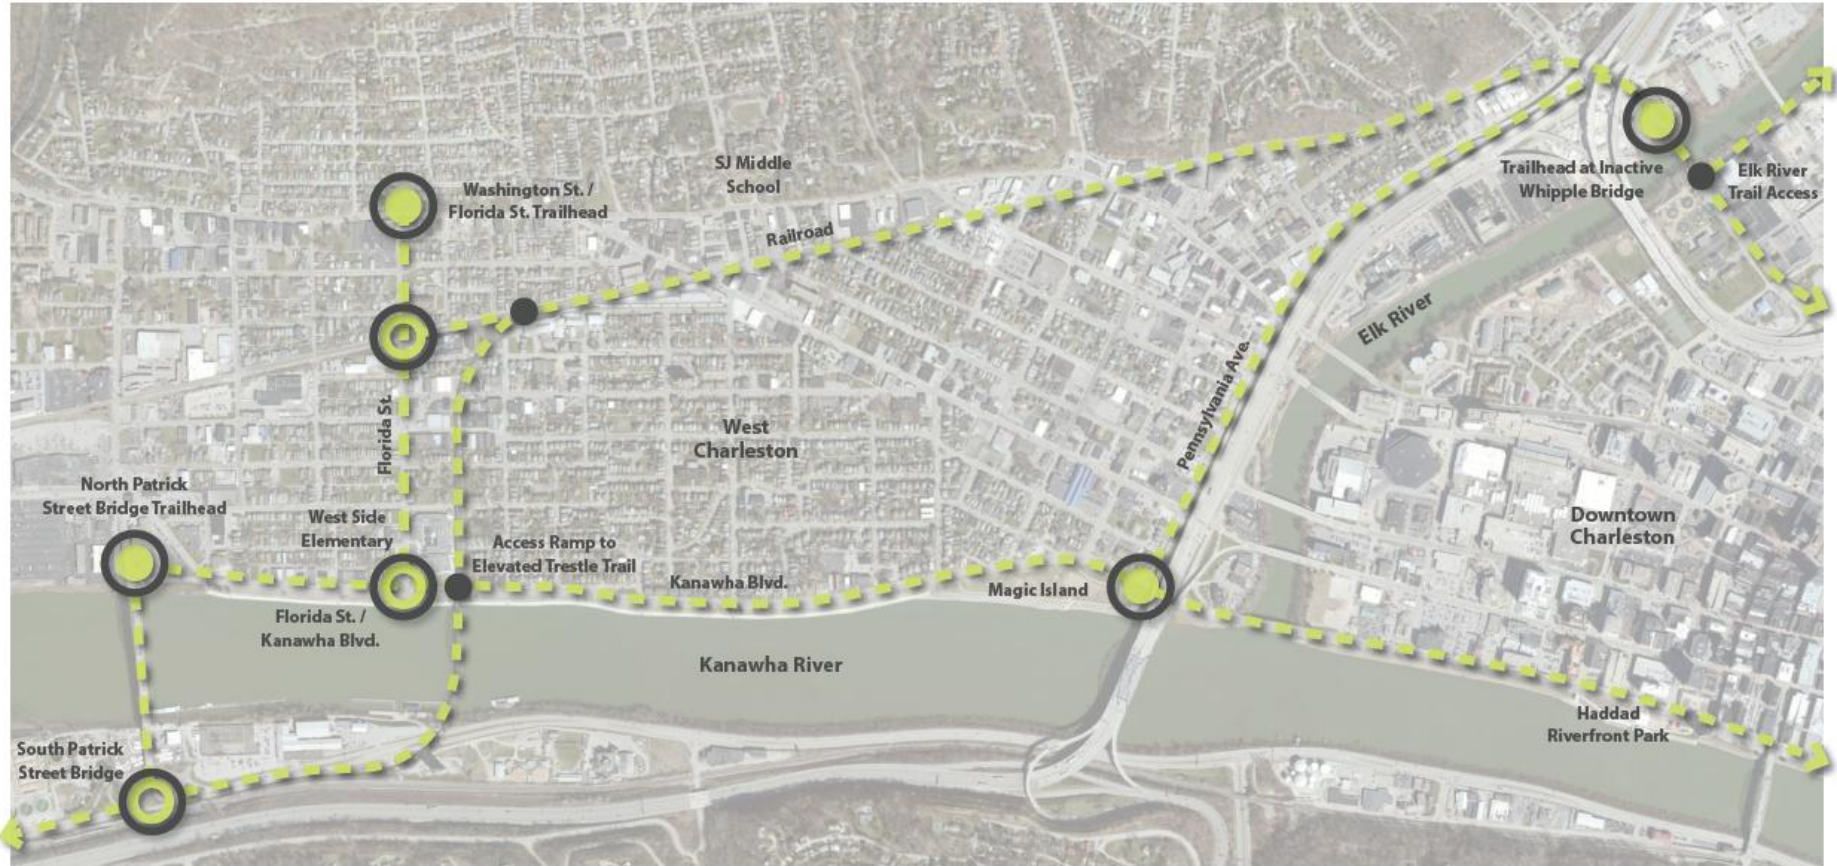 SJ Middle
School
Washington St. /
Florida St. Trailhead
Trailhead at Inactive
Whipple Bridge
Elk River
Trail Access
Railroad
Elk River
Pennsylvania Ave.
Florida St.
West
Charleston
North Patrick
Street Bridge Trailhead
West Side
Elementary
Access Ramp to
Elevated Trestle Trail
Kanawha Blvd.
Magic Island
Downtown
Charleston
Florida St. /
Kanawha Blvd.
Kanawha River
Haddad
Riverfront Park
South Patrick
Street Bridge